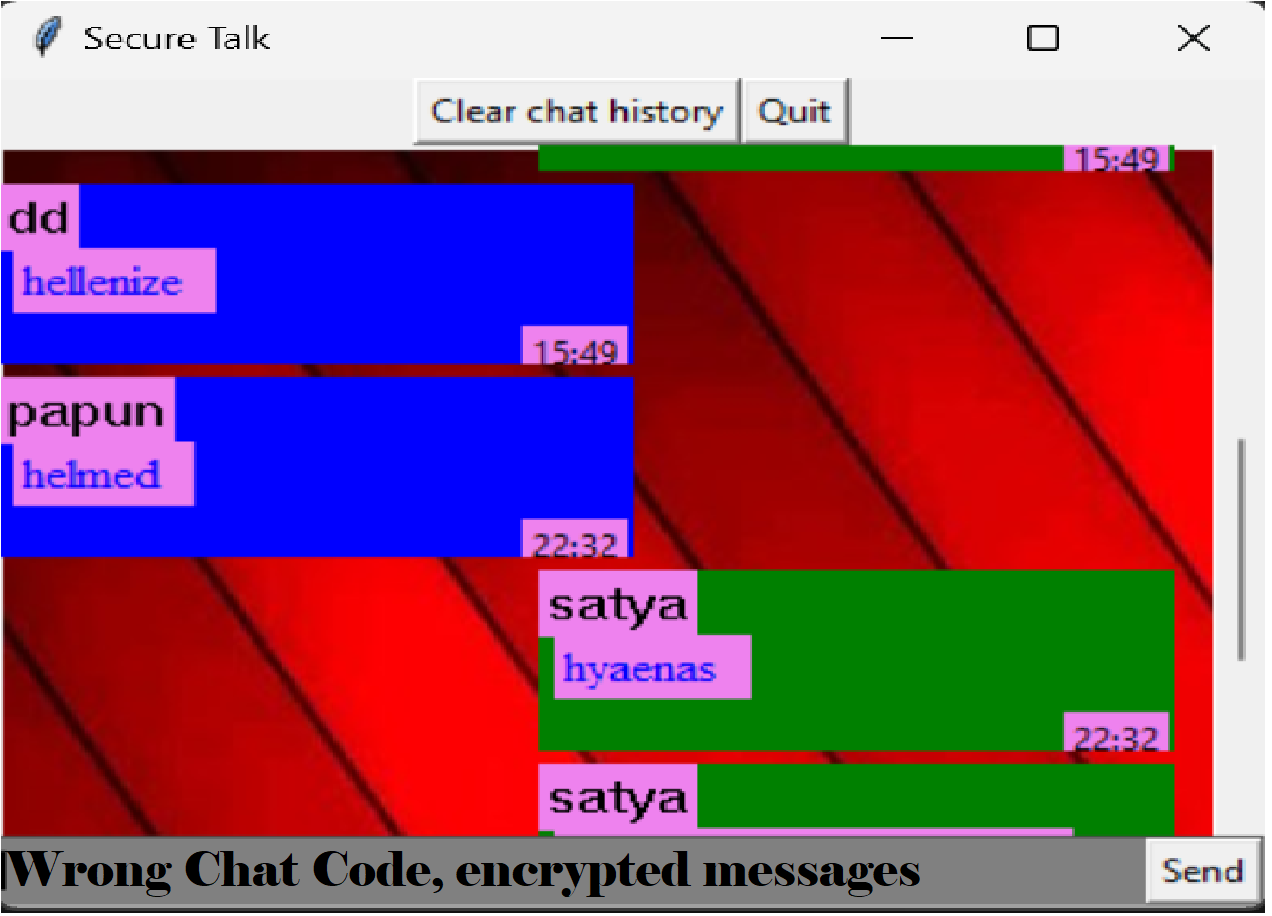 Secure Talk
Clear chat history Quit
15:49
dd
hellenize
15:49
papun
helmed
22:32
satya
hyaenas
22:32
satya
Wrong Chat Code, encrypted messages Send